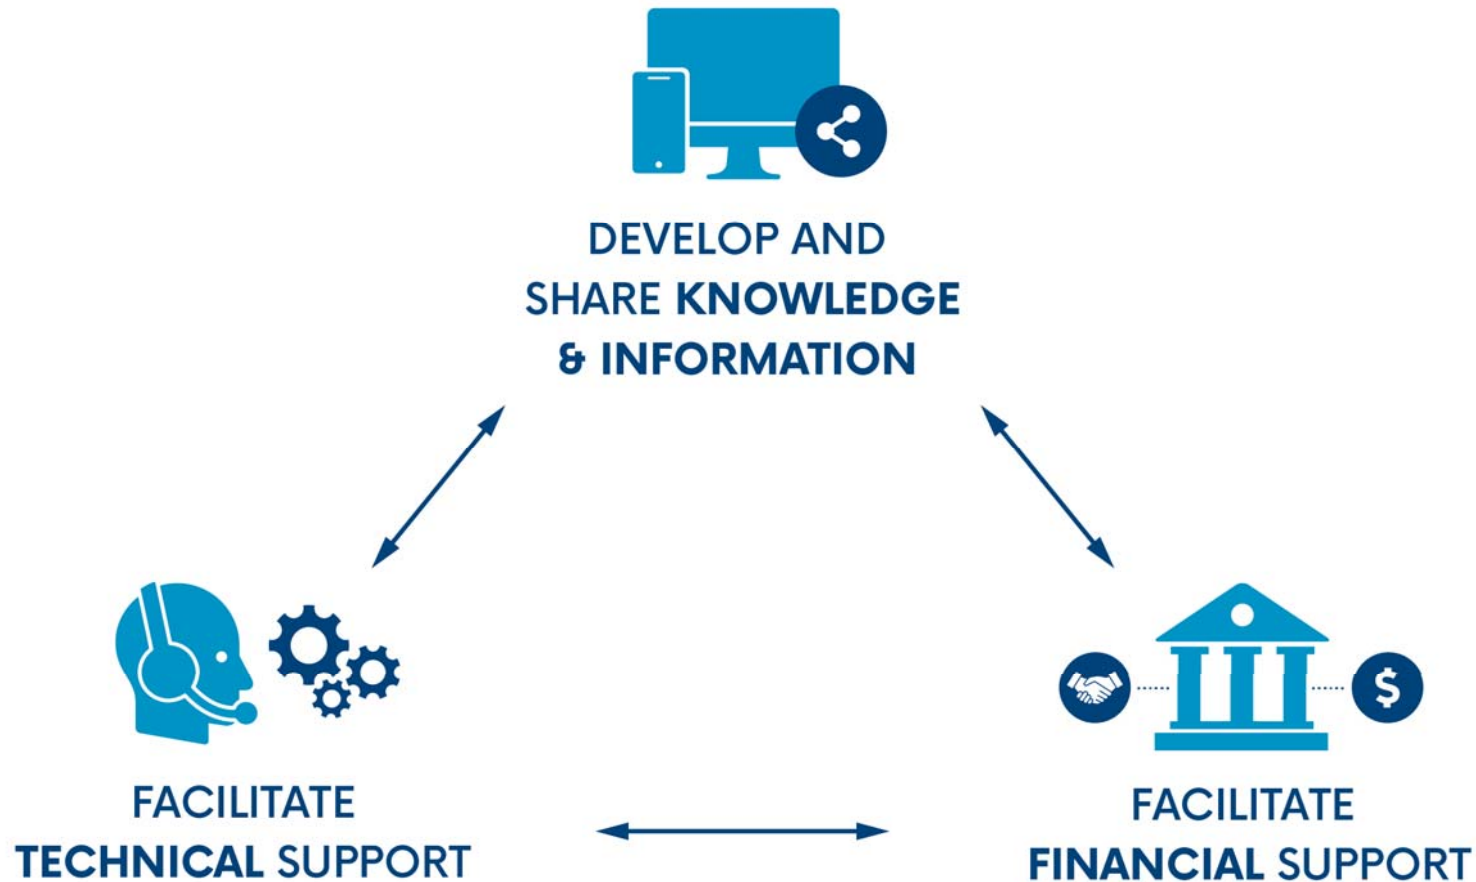 DEVELOP AND
SHARE KNOWLEDGE
& INFORMATION
$
FACILITATE
TECHNICAL SUPPORT
FACILITATE
FINANCIAL SUPPORT